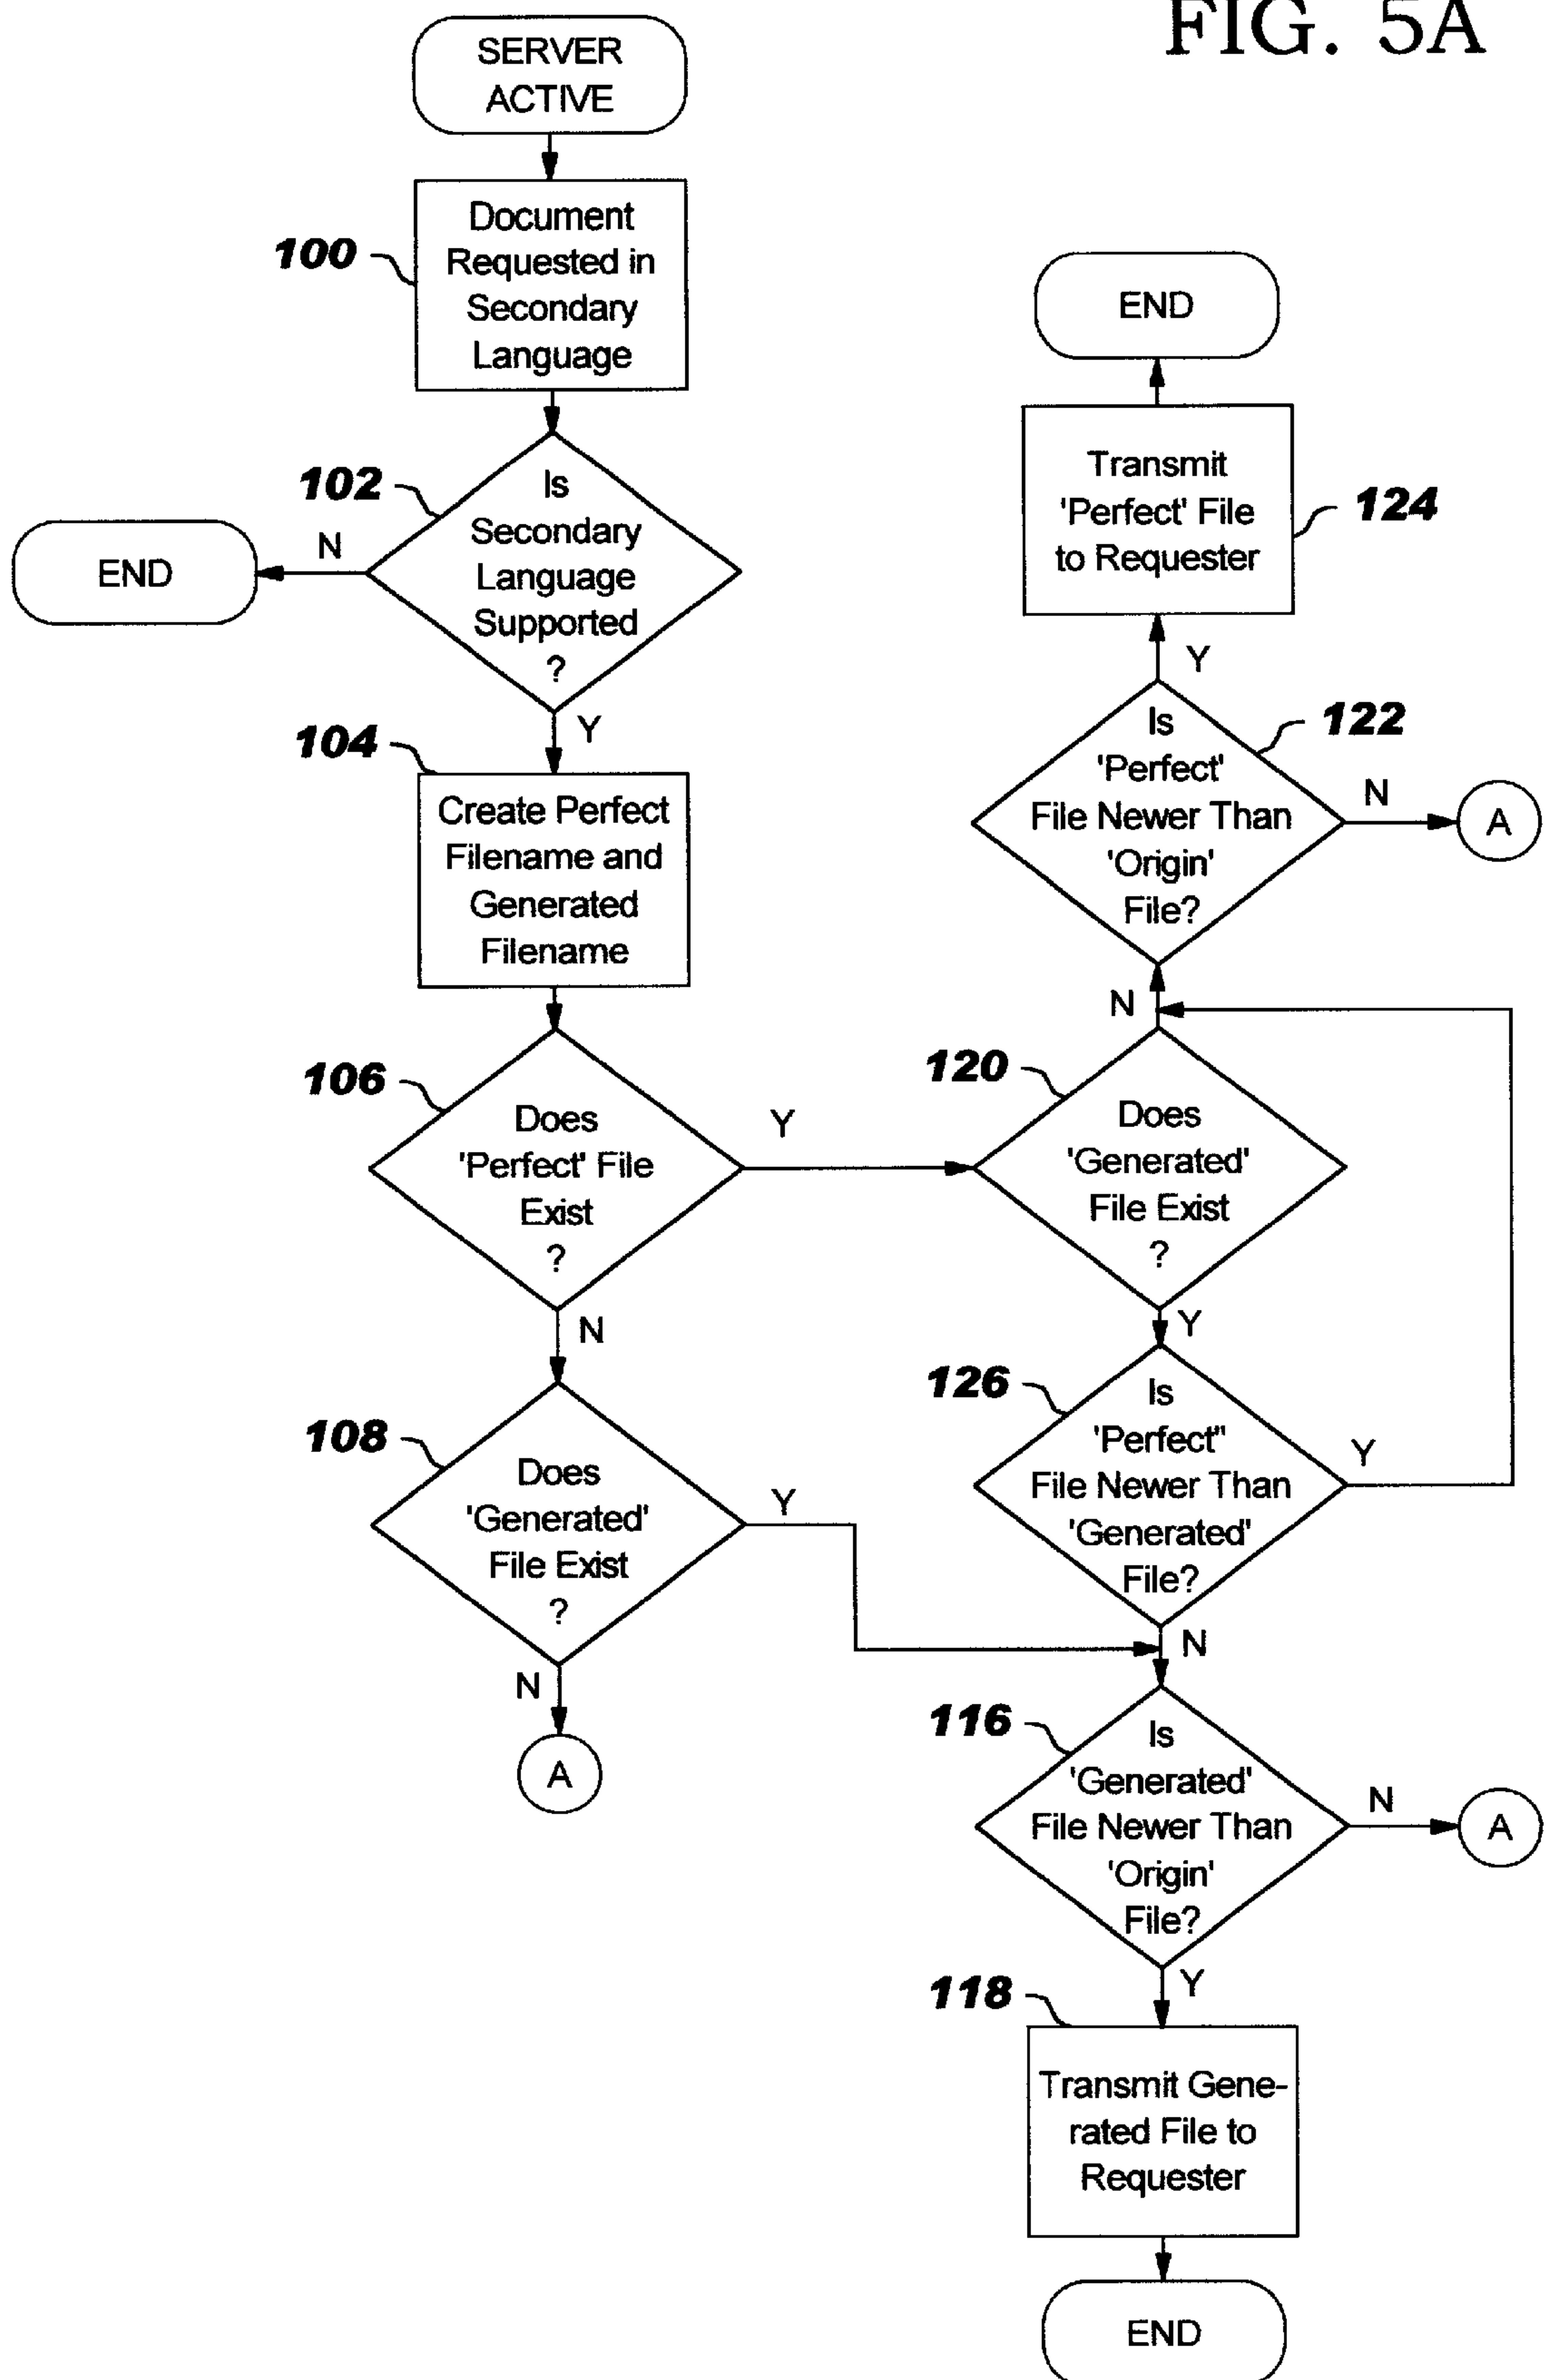 FIG. 5A
SERVER
ACTIVE
100
Document
Requested in
Secondary
Language
102
Is
Secondary
Language
Supported
?
N
END
Y
104
Create Perfect
Filename and
Generated
Filename
106
Does
'Perfect' File
Exist
?
Y
N
108
Does
'Generated'
File Exist
?
Y
N
A
END
Transmit
'Perfect' File
to Requester
124
Y
Is
'Perfect'
File Newer Than
'Origin'
File?
122
N
A
N
120
Does
'Generated'
File Exist
?
Y
126
Is
'Perfect"
File Newer Than
'Generated'
File?
Y
N
116
Is
'Generated'
File Newer Than
'Origin'
File?
N
A
Y
118
Transmit Gene-
rated File to
Requester
END